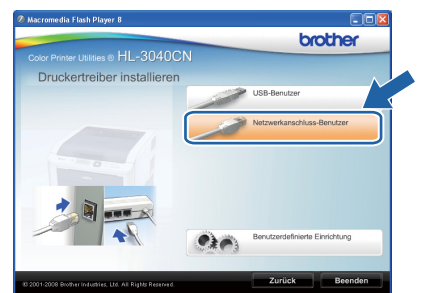 Macromedia Flash Player 8
brother
Color Printer Utilities ® HL-3040CN
Druckertreiber installieren
USB-Benutzer
Netzwerkanschluss-Benutzer
Benutzerdefinierte Einrichtung
© 2001-2008 Brother Industries, Ltd. All Rights Reserved.
Zurück
Beenden